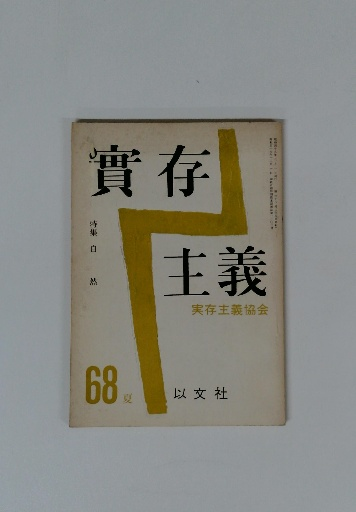 實存
主義
実存主義協会
特集 自然
68 夏
以文社